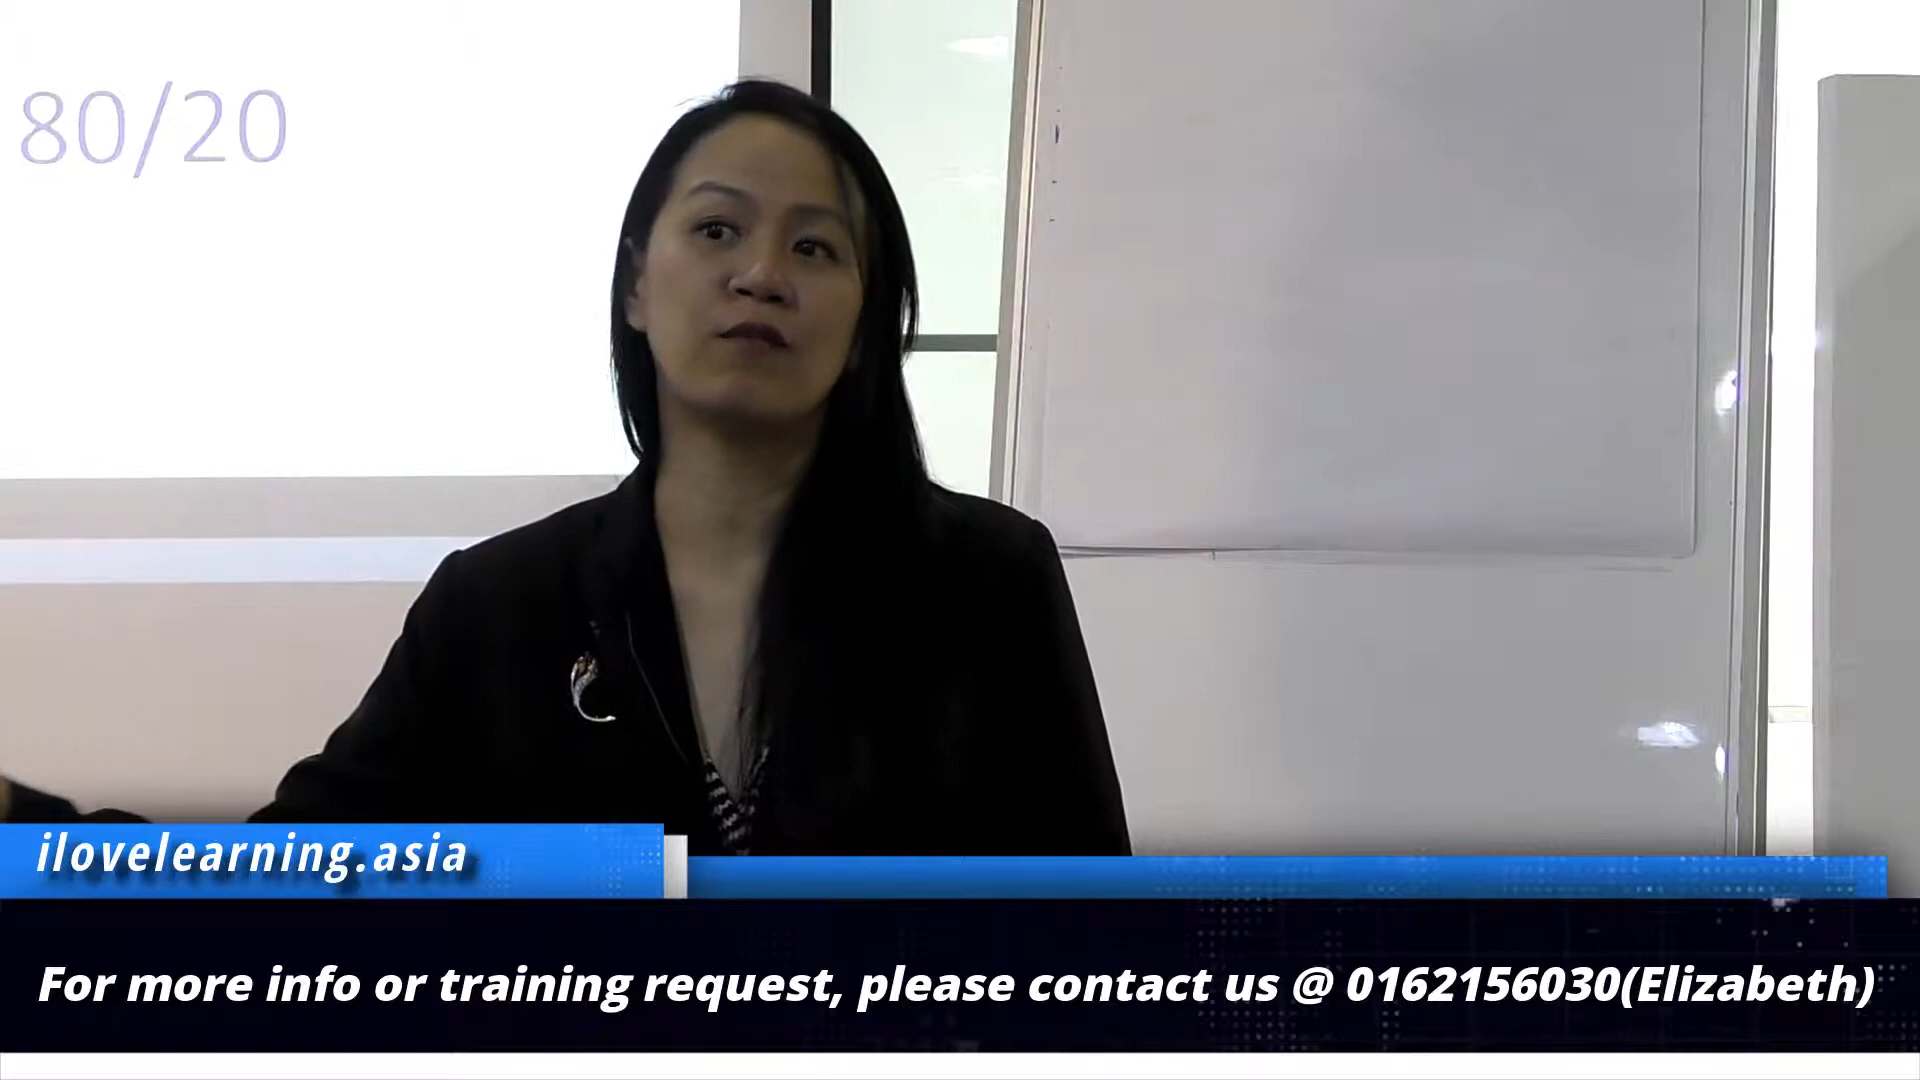 80/20
ilovelearning.asia
For more info or training request, please contact us @ 0162156030(Elizabeth)